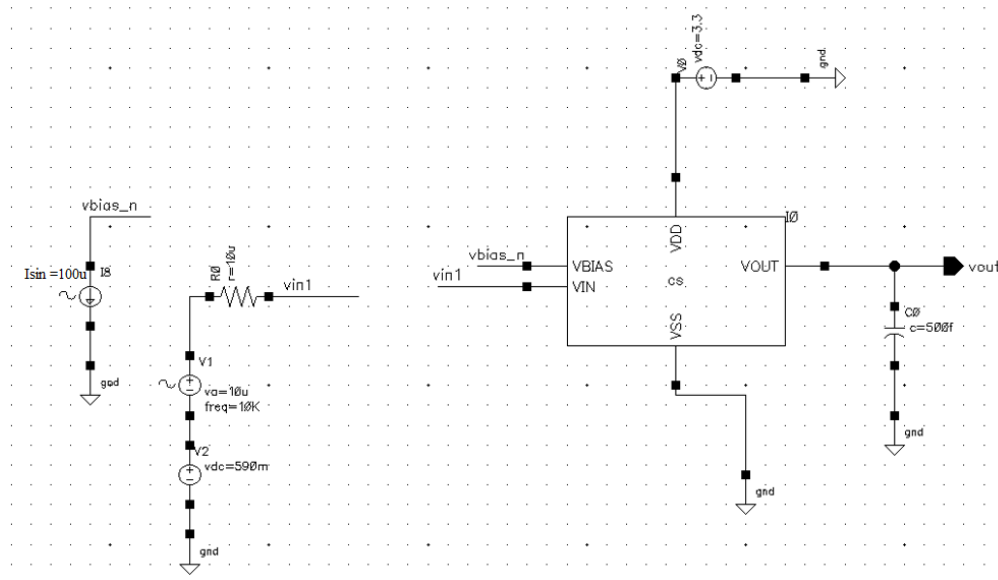 V0
vdc=3.3
gnd
vbias_n
Isin =100u
I8
gnd
R0
r=10u
vin1
V1
va=10u
freq=10K
V2
vdc=590m
gnd
vbias_n
vin1
I0
VDD
VBIAS
VIN
cs
VOUT
VSS
gnd
vout
C0
c=500f
gnd